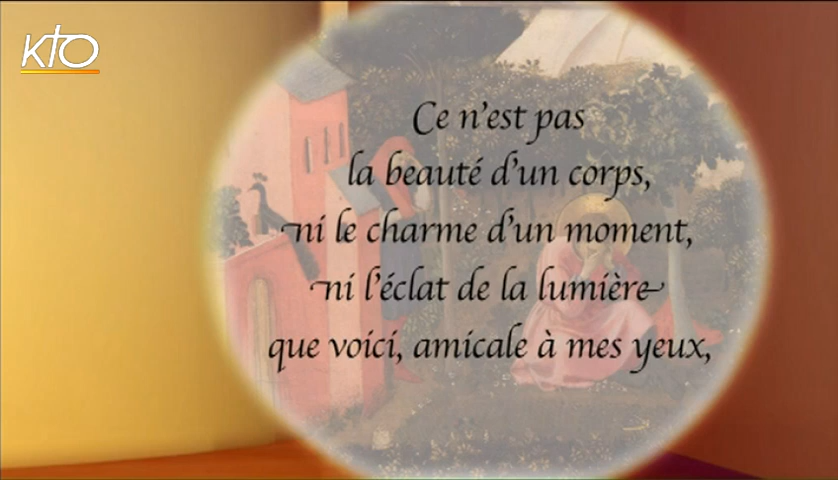 KTO
Ce n'est pas
la beauté d'un corps,
ni le charme d'un moment,
ni l'éclat de la lumière
que voici, amicale à mes yeux,